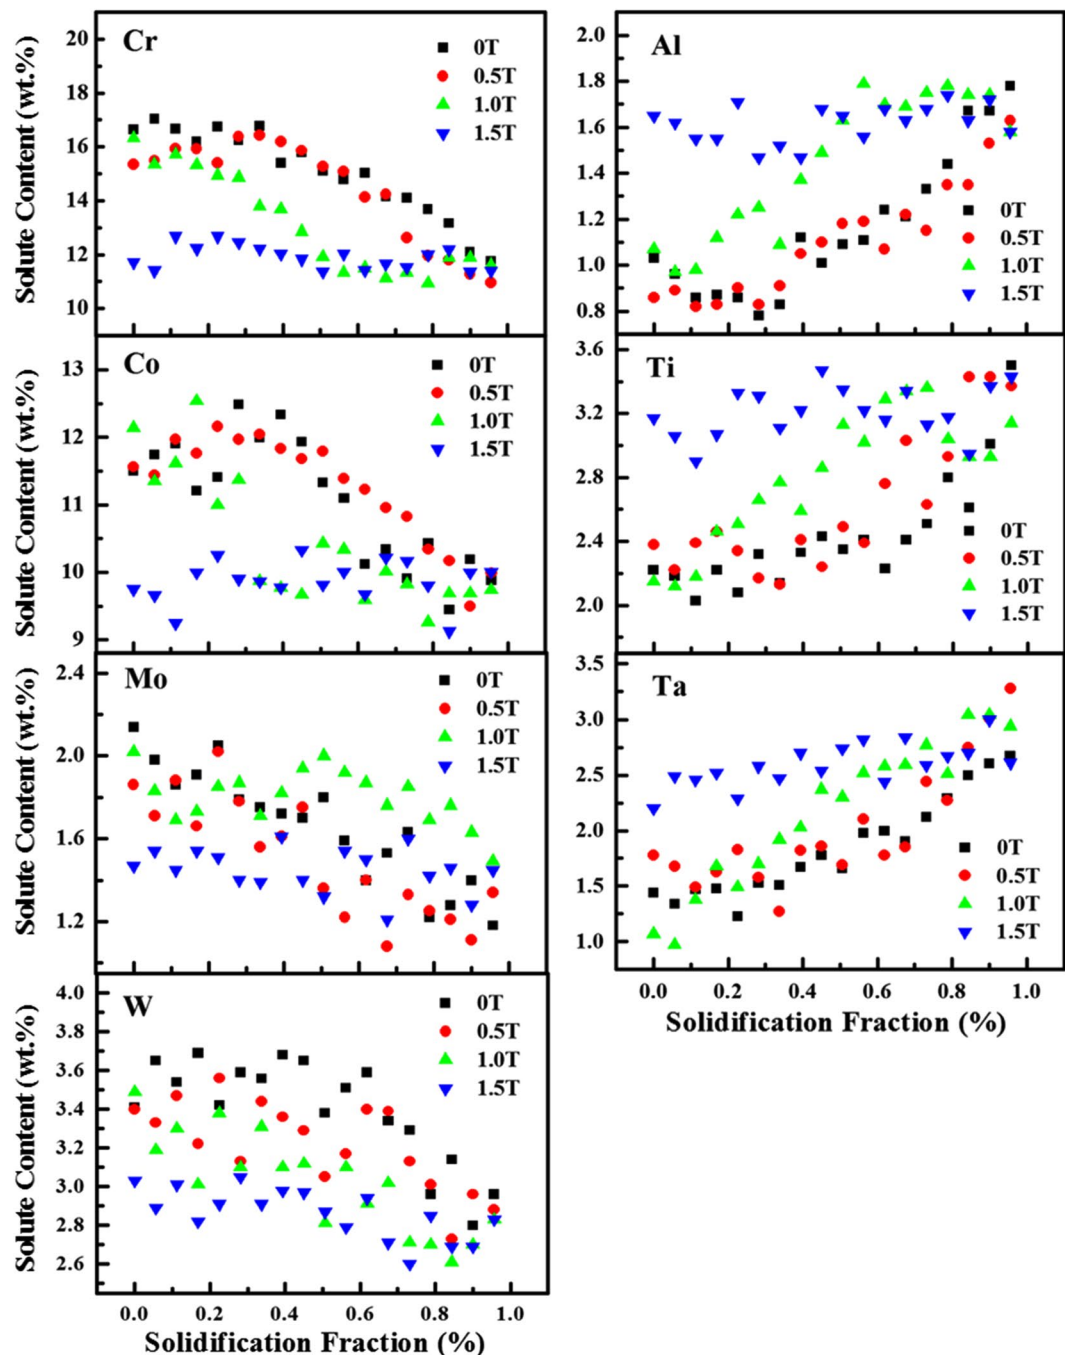 Cr
0T
0.5T
1.0T
1.5T
20
18
16
14
12
10
Solute Content (wt.%)
Al
0T
0.5T
1.0T
1.5T
2.0
1.6
1.2
0.8
Co
0T
0.5T
1.0T
1.5T
13
12
11
10
9
Solute Content (wt.%)
Ti
0T
0.5T
1.0T
1.5T
3.6
3.2
2.8
2.4
2.0
Mo
0T
0.5T
1.0T
1.5T
2.4
2.0
1.6
1.2
Solute Content (wt.%)
Ta
0T
0.5T
1.0T
1.5T
3.5
3.0
2.5
2.0
1.5
1.0
0.0 0.2 0.4 0.6 0.8 1.0
Solidification Fraction (%)
W
0T
0.5T
1.0T
1.5T
4.0
3.8
3.6
3.4
3.2
3.0
2.8
2.6
Solute Content (wt.%)
0.0 0.2 0.4 0.6 0.8 1.0
Solidification Fraction (%)